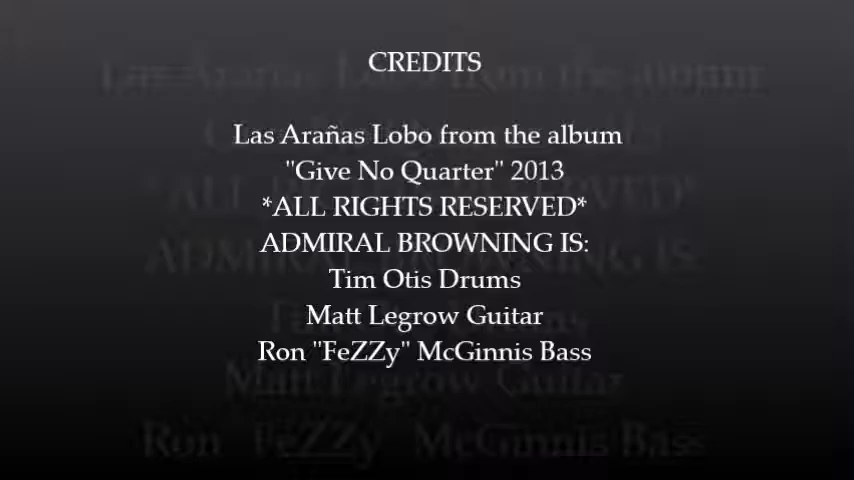 CREDITS
Las Arañas Lobo from the album
"Give No Quarter" 2013
*ALL RIGHTS RESERVED*
ADMIRAL BROWNING IS:
Tim Otis Drums
Matt Legrow Guitar
Ron "FeZZy" McGinnis Bass